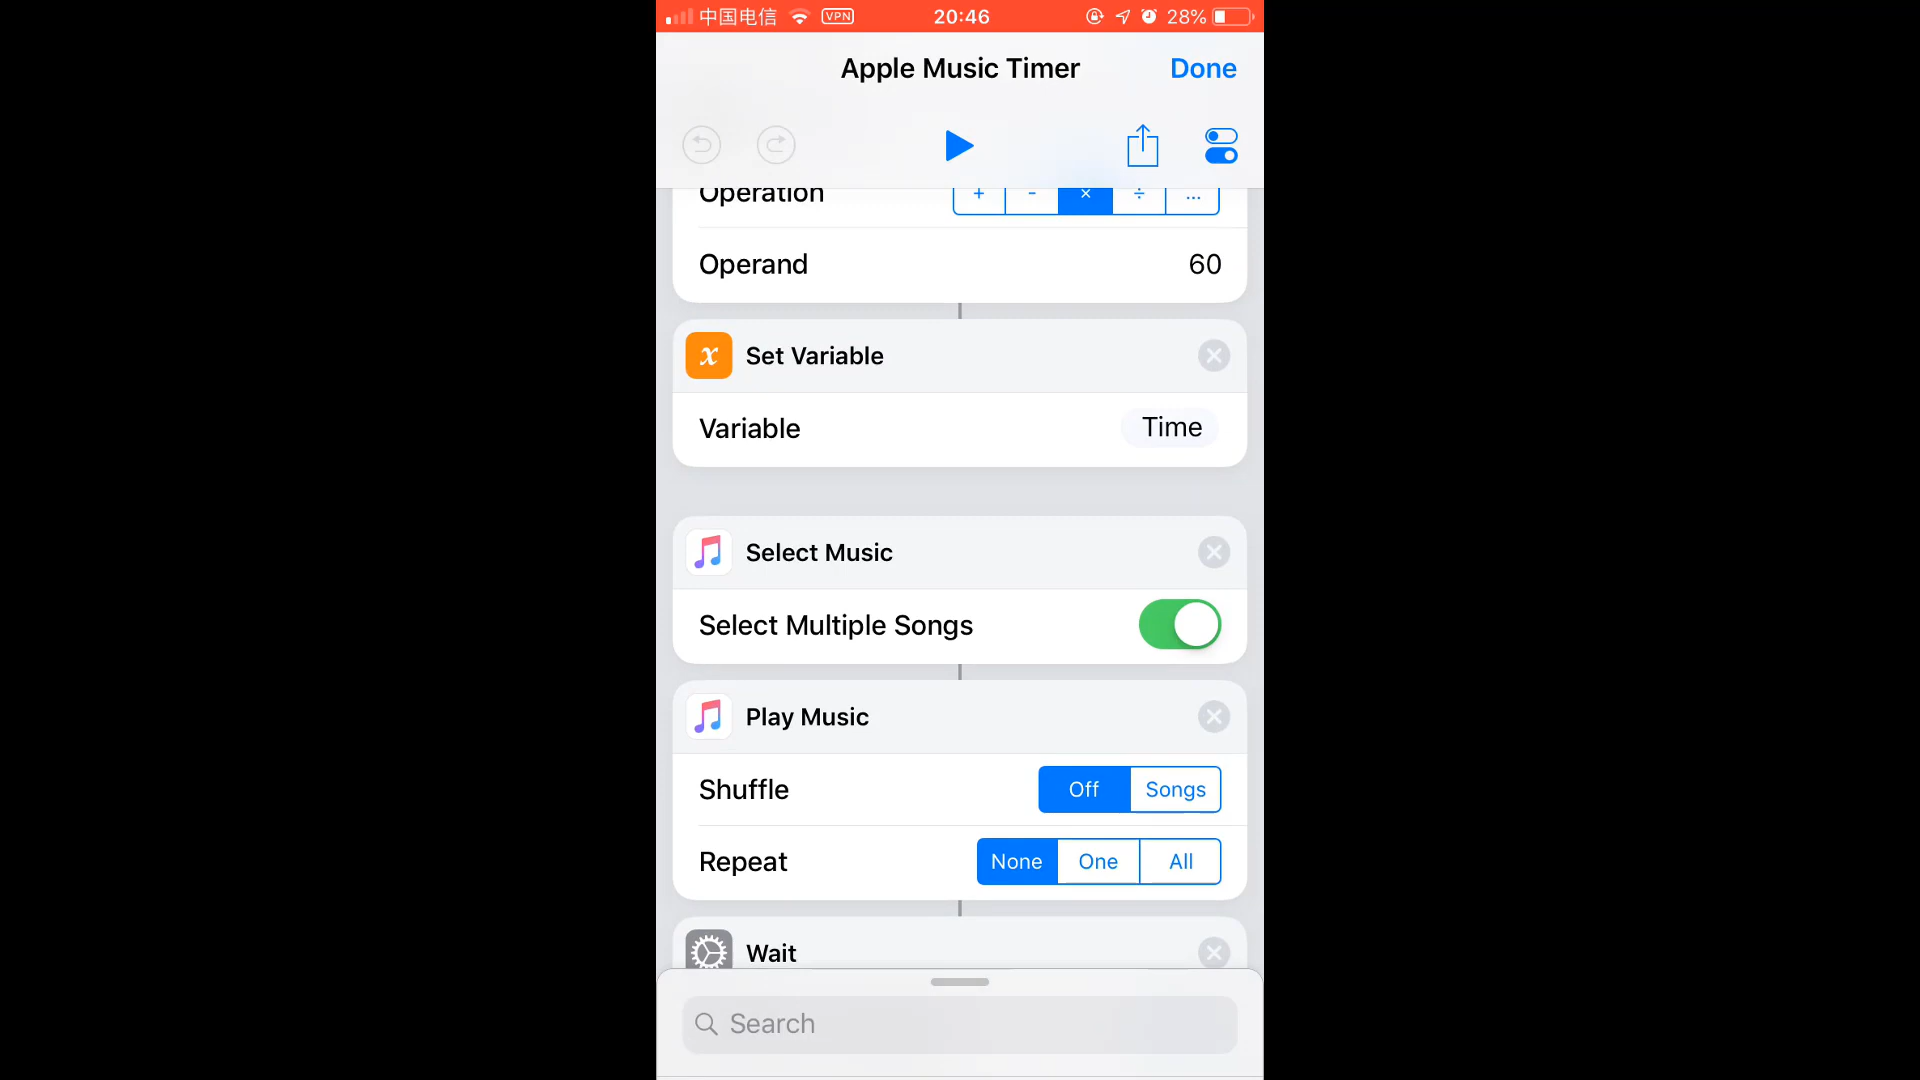 中国电信 VPN 20:46 28%
Apple Music Timer Done
Operation + - × ÷ ...
Operand 60
Set Variable
Variable Time
Select Music
Select Multiple Songs
Play Music
Shuffle Off Songs
Repeat None One All
Wait
Search